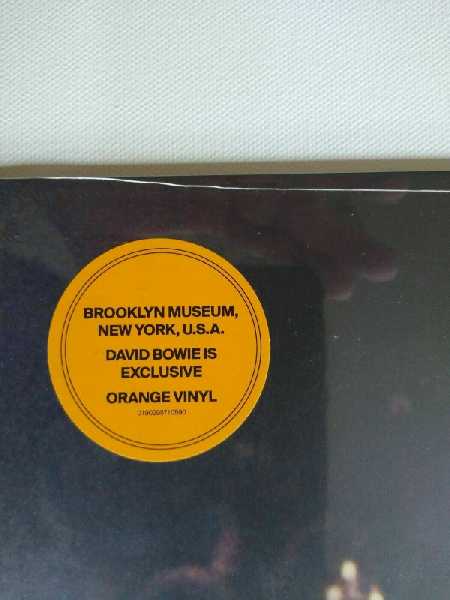 BROOKLYN MUSEUM,
NEW YORK, U.S.A.
DAVID BOWIE IS
EXCLUSIVE
ORANGE VINYL